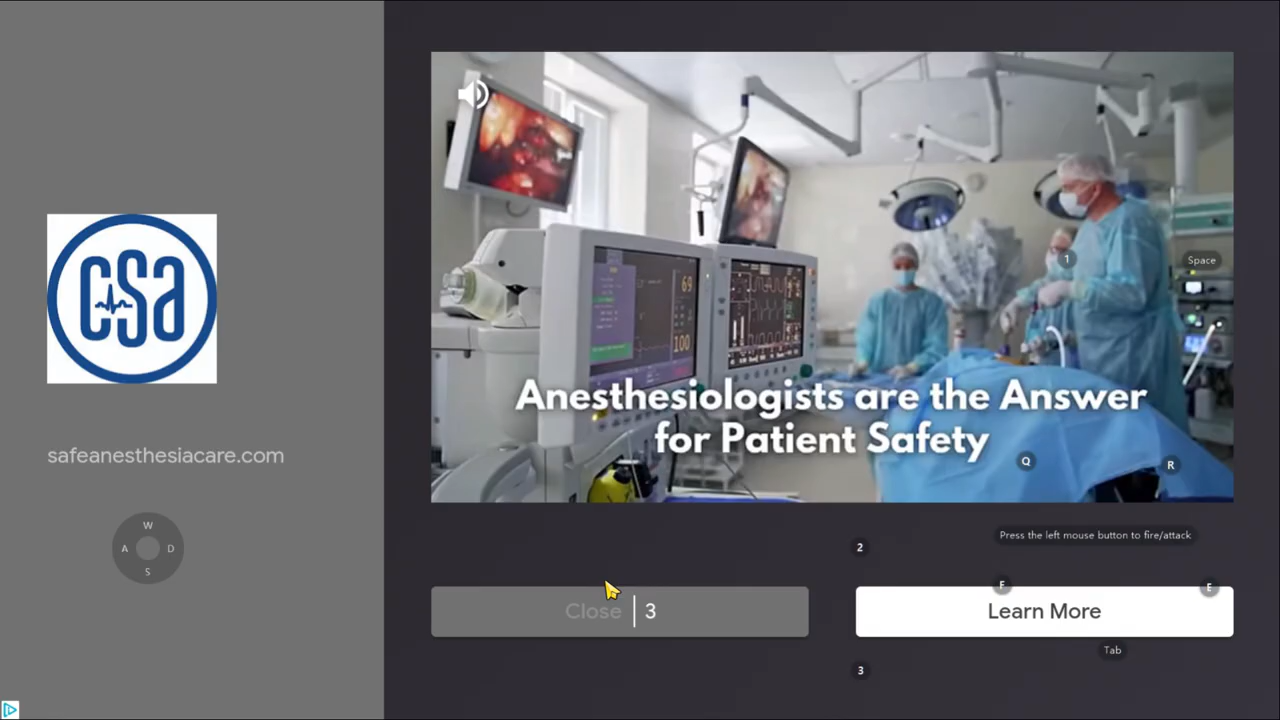 CSa
safeanesthesiacare.com
W
A
D
S
69
100
Anesthesiologists are the Answer
for Patient Safety
1
Space
Q
R
Press the left mouse button to fire/attack
2
F
E
Close
3
Learn More
Tab
3